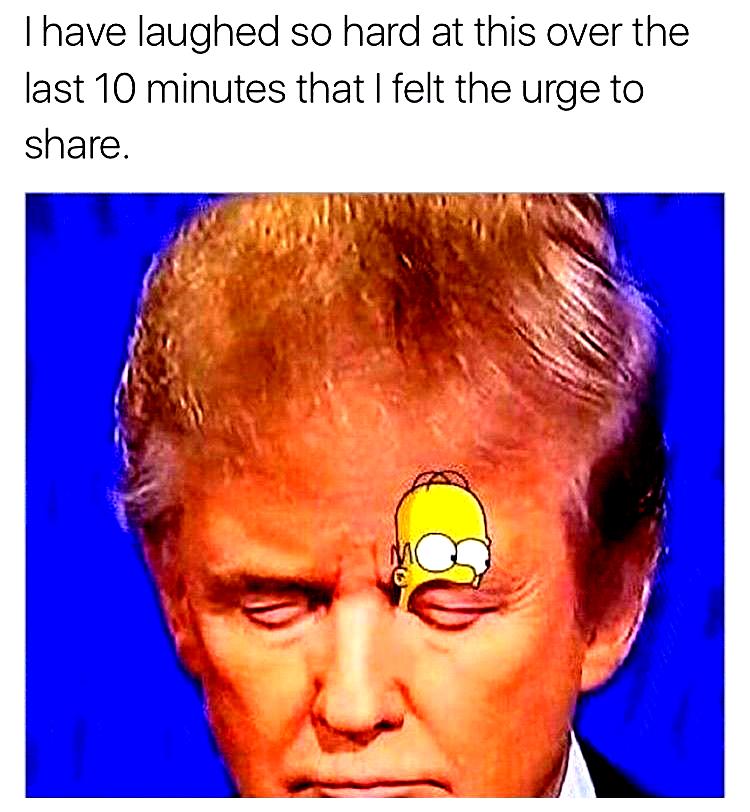 I have laughed so hard at this over the
last 10 minutes that I felt the urge to
share.